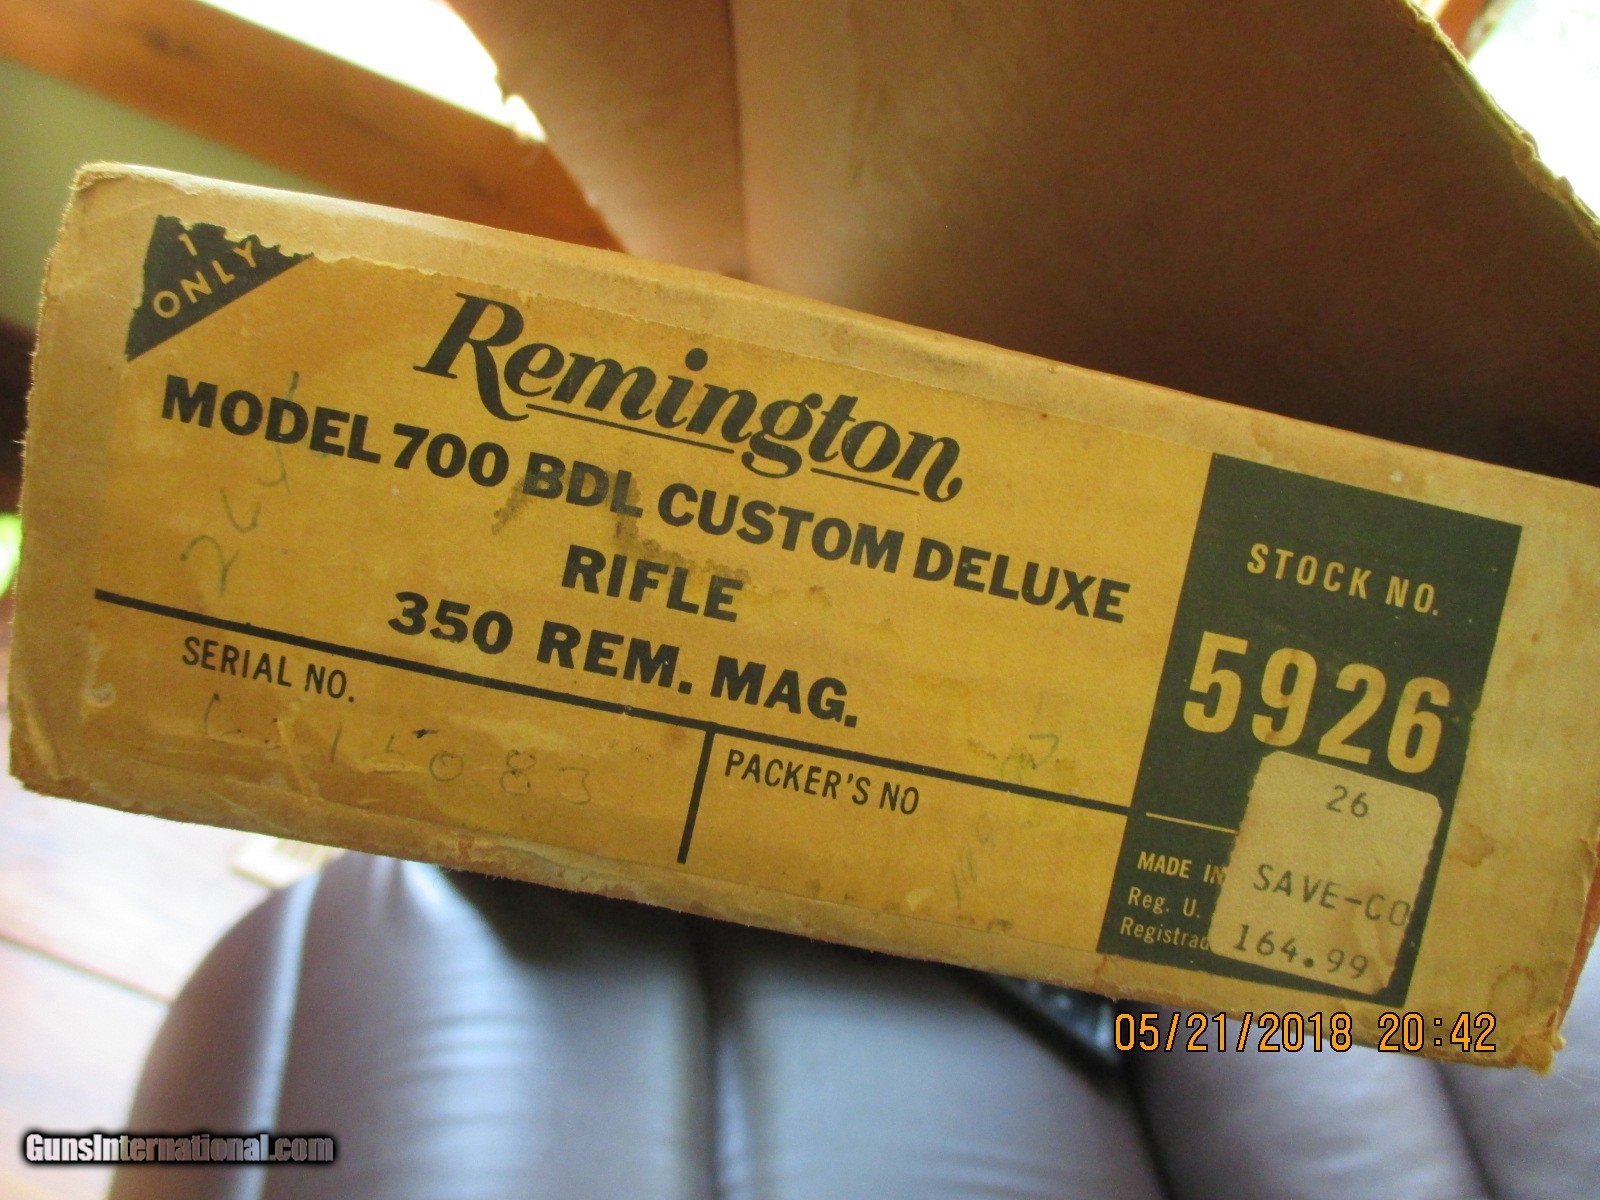 1
ONLY
Remington
MODEL 700 BDL CUSTOM DELUXE
RIFLE
350 REM. MAG.
SERIAL NO.
PACKER'S NO
STOCK NO.
5926
26
SAVE-CO
164.99
MADE IN
Reg. U.
05/21/2018 20:42
GunsInternational.com